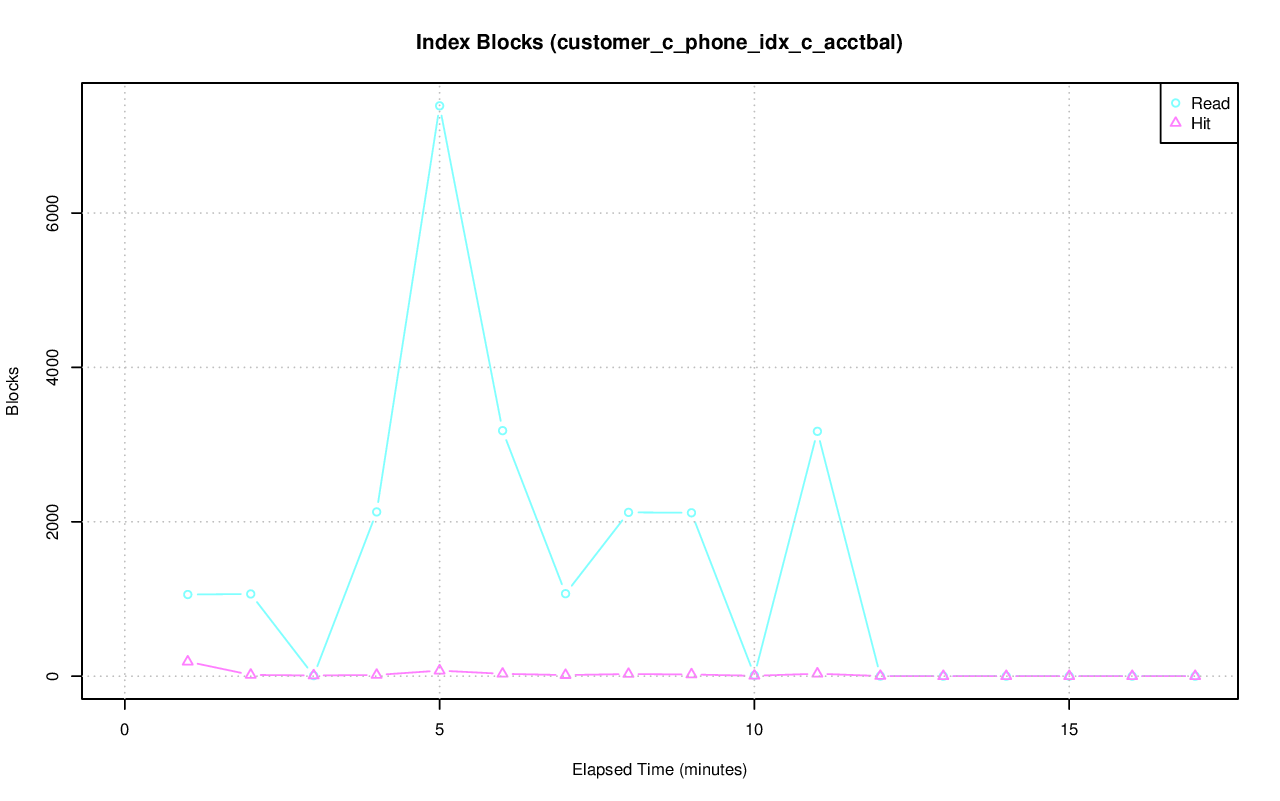 Index Blocks (customer_c_phone_idx_c_acctbal)
Read
Hit
Blocks
6000
4000
2000
0
0 5 10 15
Elapsed Time (minutes)